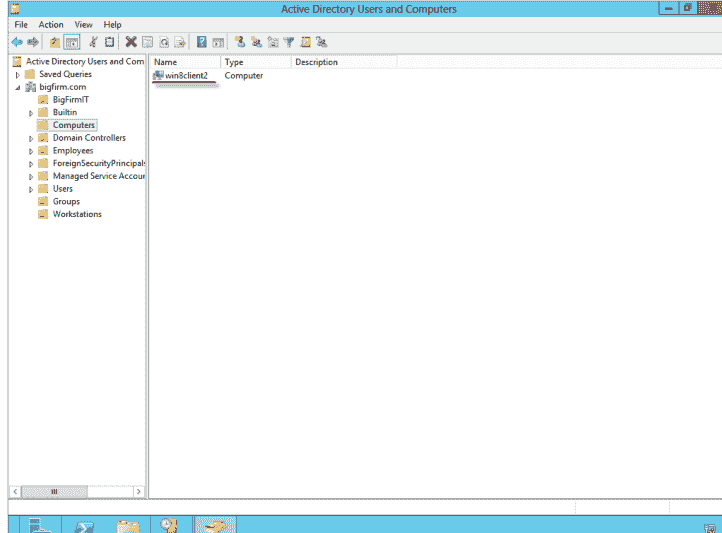 Active Directory Users and Computers
File Action View Help
Active Directory Users and Com
Saved Queries
bigfirm.com
BigFirmIT
Builtin
Computers
Domain Controllers
Employees
ForeignSecurityPrincipals
Managed Service Accour
Users
Groups
Workstations
Name Type Description
win8client2 Computer